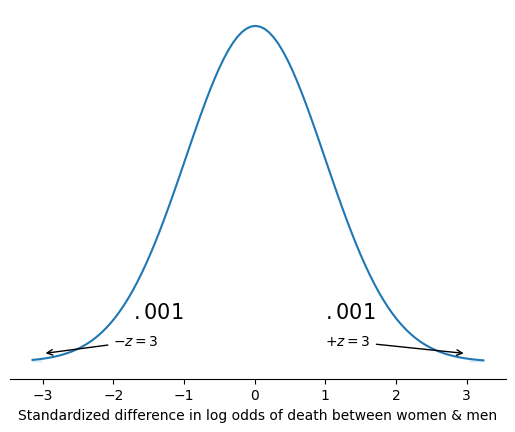 .001 .001
−z = 3 +z = 3
−3 −2 −1 0 1 2 3
Standardized difference in log odds of death between women & men